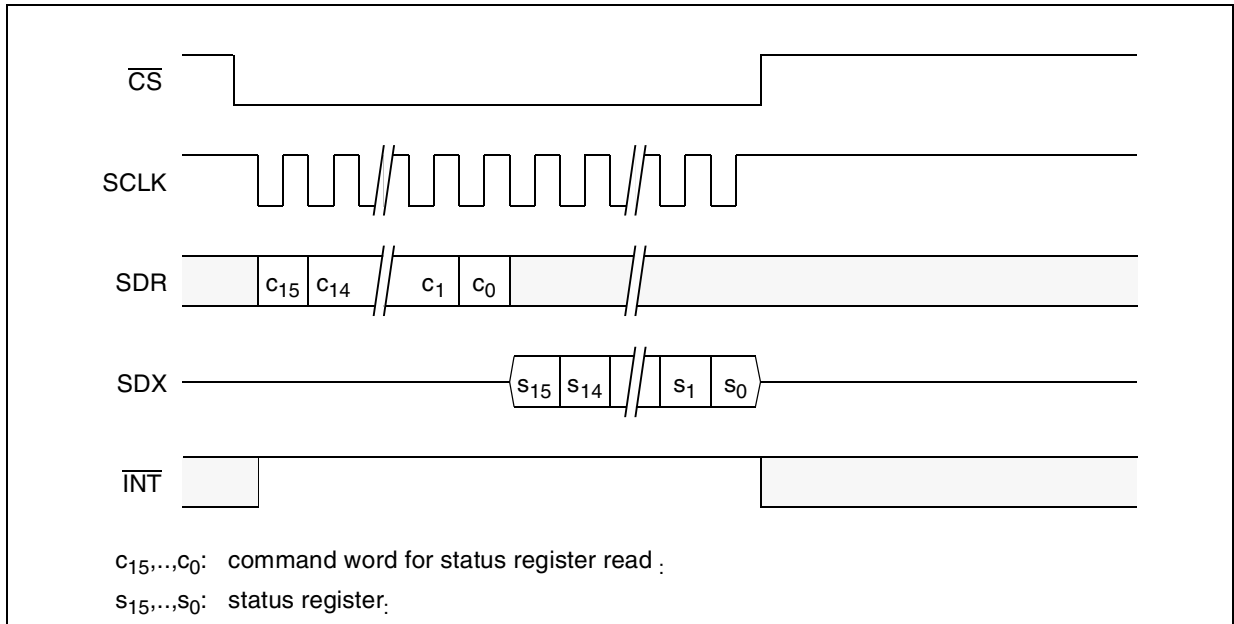 CS
SCLK
SDR c15 c14 c1 c0
SDX s15 s14 s1 s0
INT
c15,..,c0: command word for status register read :
s15,..,s0: status register: